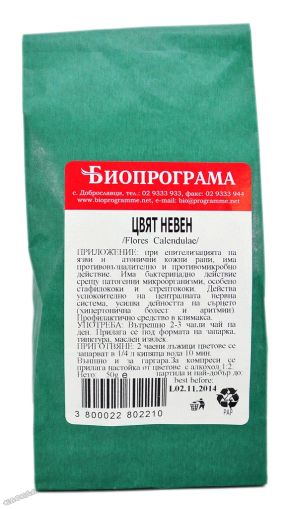 БИОПРОГРАМА
с. Доброславци, тел.: 02 9333 933, факс: 02 9333 944
www.bioprogramme.net, e-mail: bio@programme.net
ЦВЯТ НЕВЕН
/Flores Calendulae/
ПРИЛОЖЕНИЕ: при епителизацията на
язви и атонични кожни рани, има
противовъзпалително и противомикробно
действие. Има бактерицидно действие
срещу патогенни микроорганизми, особено
стафилококи и стрептококи. Действа
успокоително на централната нервна
система, усилва дейността на сърцето
(хипертонична болест и аритмии)
Профилактично средство в климакса.
УПОТРЕБА: Вътрешно 2-3 чаени чай на
ден. Прилага се под формата на запарка,
тинктура, маслен извлек.
ПРИГОТВЯНЕ: 2 чаени лъжици цветове се
запарват в 1/4 л кипяща вода 10 мин.
Външно и за гаргара. За компреси се
прилага настойка от цветове с алкохол 1:2.
Нето: 50g e партида и най-добър до:
best before:
L02.11.2014
3 800022 802210
PAP